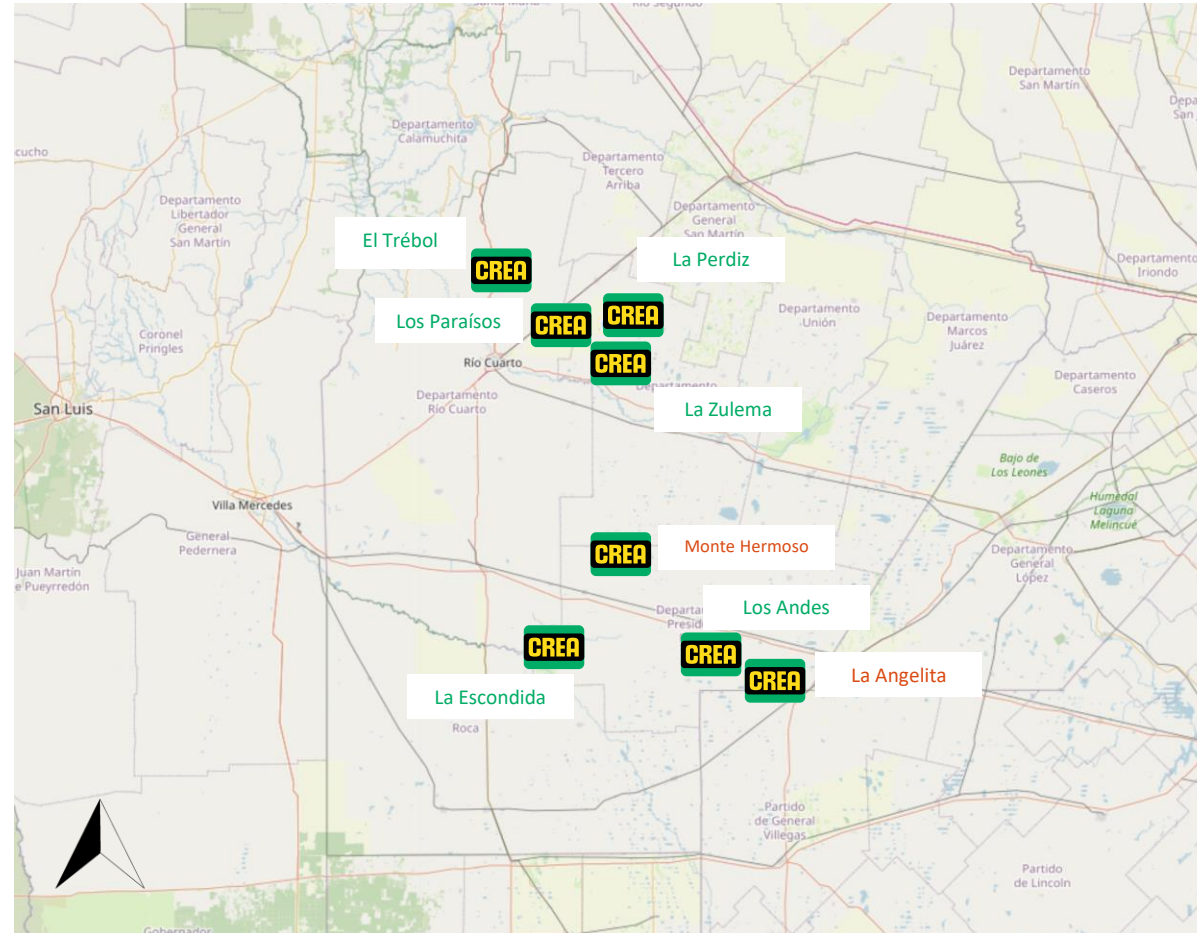 Departamento
San Martín
Departamento
Calamuchita
cucho
Departamento
Tercero
Arriba
Departamento
Libertador
General
San Martín
Departamento
General
San Martín
El Trébol
La Perdiz
CREA
Departamento
Iriondo
Los Paraísos
CREA
CREA
Departamento
Unión
Departamento
Marcos
Juárez
Coronel
Pringles
Río Cuarto
CREA
Departamento
Departamento
Río Cuarto
Departamento
Caseros
San Luis
La Zulema
Bajo de
Los Leones
Villa Mercedes
Humedal
Laguna
Melincué
General
Pedernera
CREA
Monte Hermoso
Departamento
General
López
Juan Martín
e Pueyrredón
Los Andes
CREA
CREA
CREA
La Angelita
La Escondida
Roca
Partido
de General
Villegas
Partido
de Lincoln
Gobernador